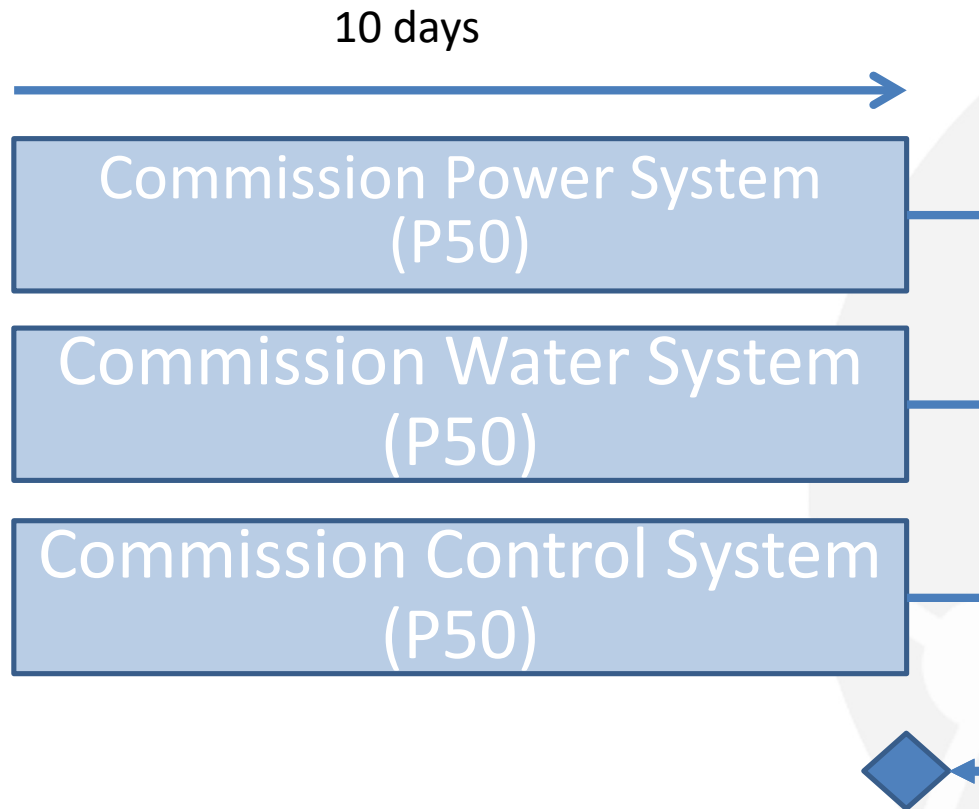 10 days
Commission Power System
(P50)
Commission Water System
(P50)
Commission Control System
(P50)